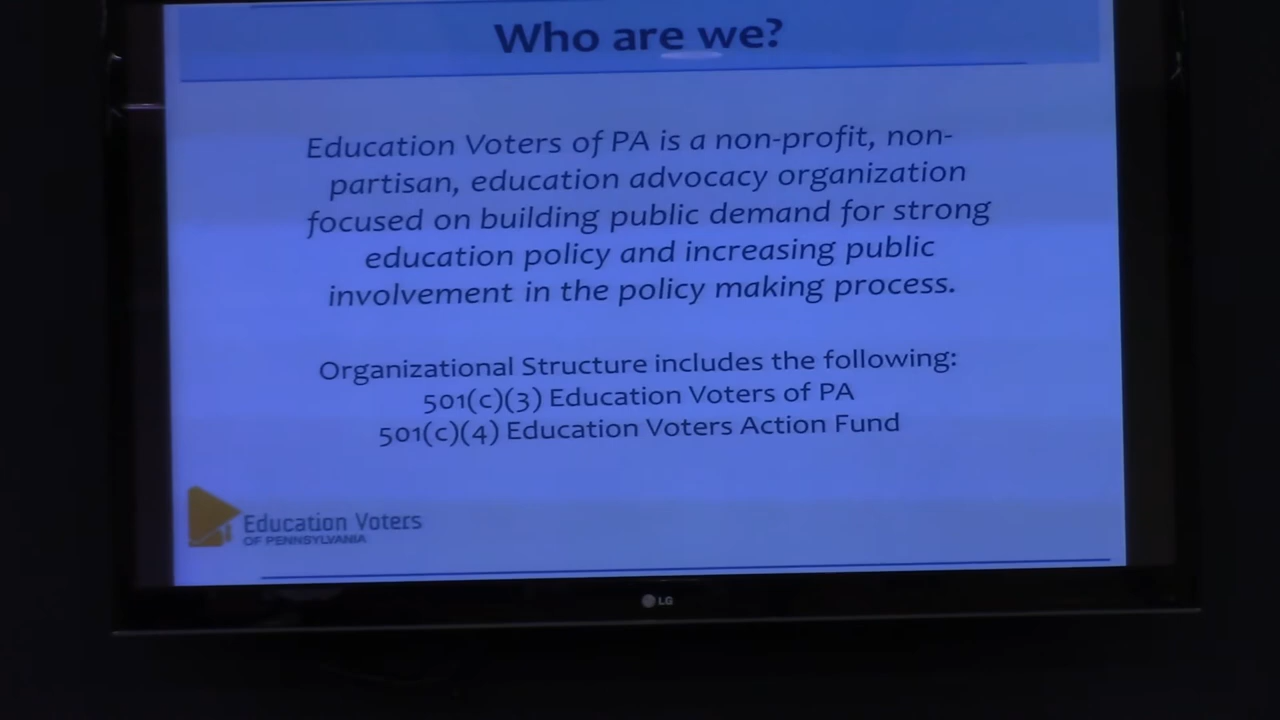 Who are we?
Education Voters of PA is a non-profit, non-
partisan, education advocacy organization
focused on building public demand for strong
education policy and increasing public
involvement in the policy making process.
Organizational Structure includes the following:
501(c)(3) Education Voters of PA
501(c)(4) Education Voters Action Fund
Education Voters
OF PENNSYLVANIA
LG